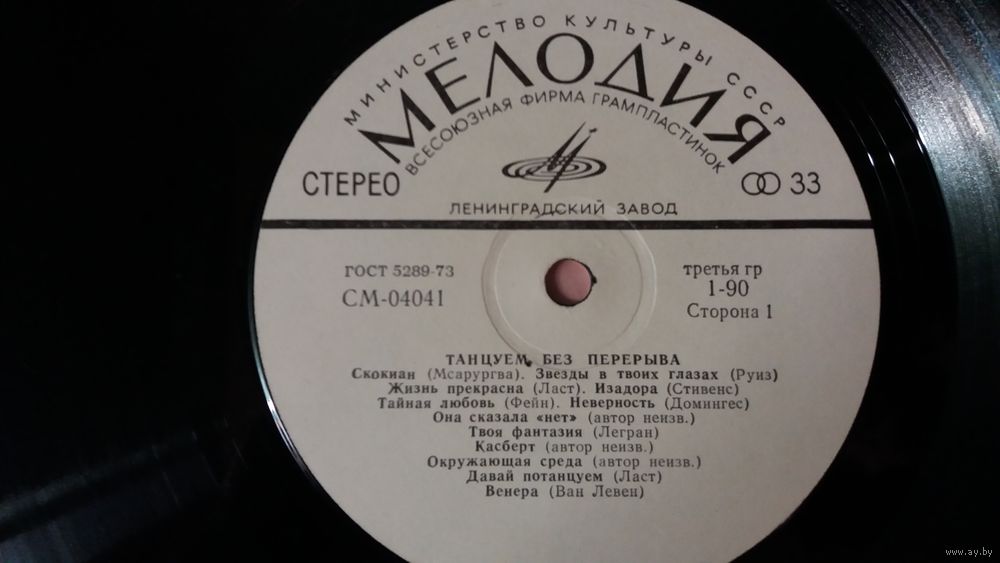 МИНИСТЕРСТВО КУЛЬТУРЫ СССР
МЕЛОДИЯ
ВСЕСОЮЗНАЯ ФИРМА ГРАМПЛАСТИНОК
СТЕРЕО
33
ЛЕНИНГРАДСКИЙ ЗАВОД
ГОСТ 5289-73
СМ-04041
третья гр
1-90
Сторона 1
ТАНЦУЕМ БЕЗ ПЕРЕРЫВА
Скокиан (Мсарургва). Звезды в твоих глазах (Руиз)
Жизнь прекрасна (Ласт). Изадора (Стивенс)
Тайная любовь (Фейн). Неверность (Домингес)
Она сказала «нет» (автор неизв.)
Твоя фантазия (Легран)
Касберт (автор неизв.)
Окружающая среда (автор неизв.)
Давай потанцуем (Ласт)
Венера (Ван Левен)
www.ay.by